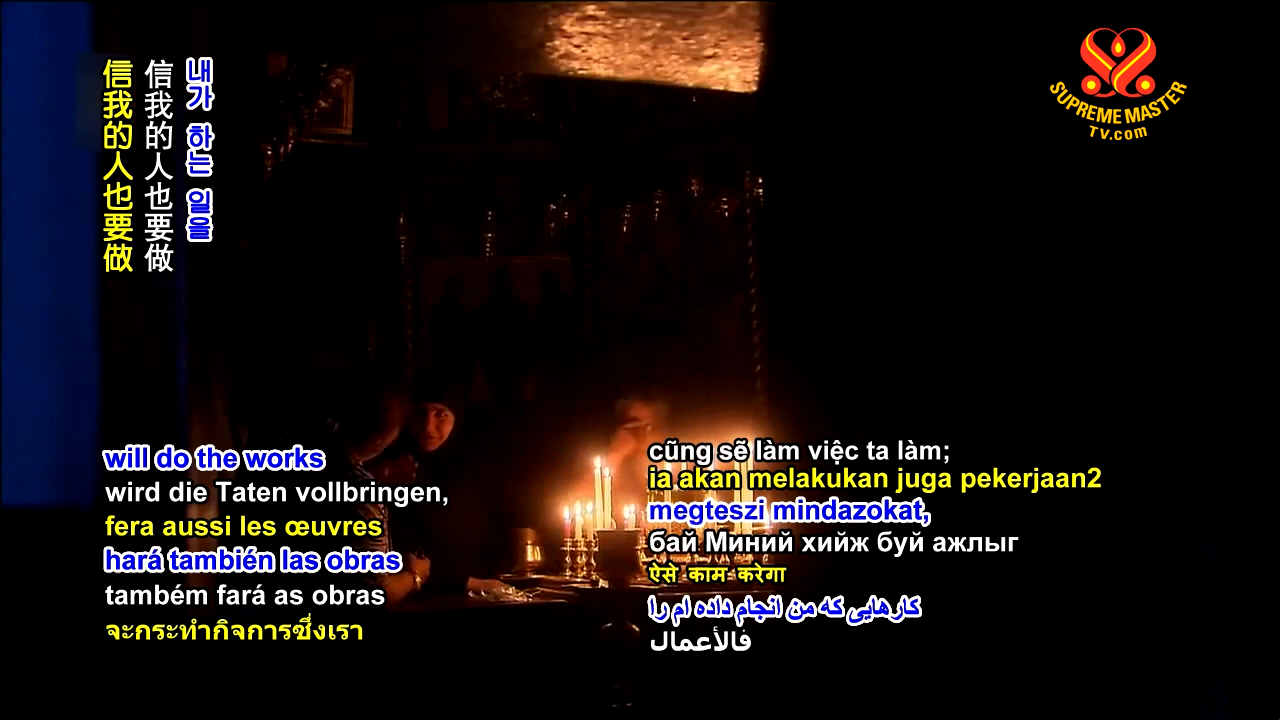 내가 하는 일을
信我的人也要做
信我的人也要做
SUPREME MASTER
TV.com
will do the works
wird die Taten vollbringen,
fera aussi les œuvres
hará también las obras
também fará as obras
จะกระทำกิจการซึ่งเรา
cũng sẽ làm việc ta làm;
ia akan melakukan juga pekerjaan2
megteszi mindazokat,
бай Миний хийж буй ажлыг
ऐसे काम करेगा
کارهایی که من انجام داده ام را
فالأعمال